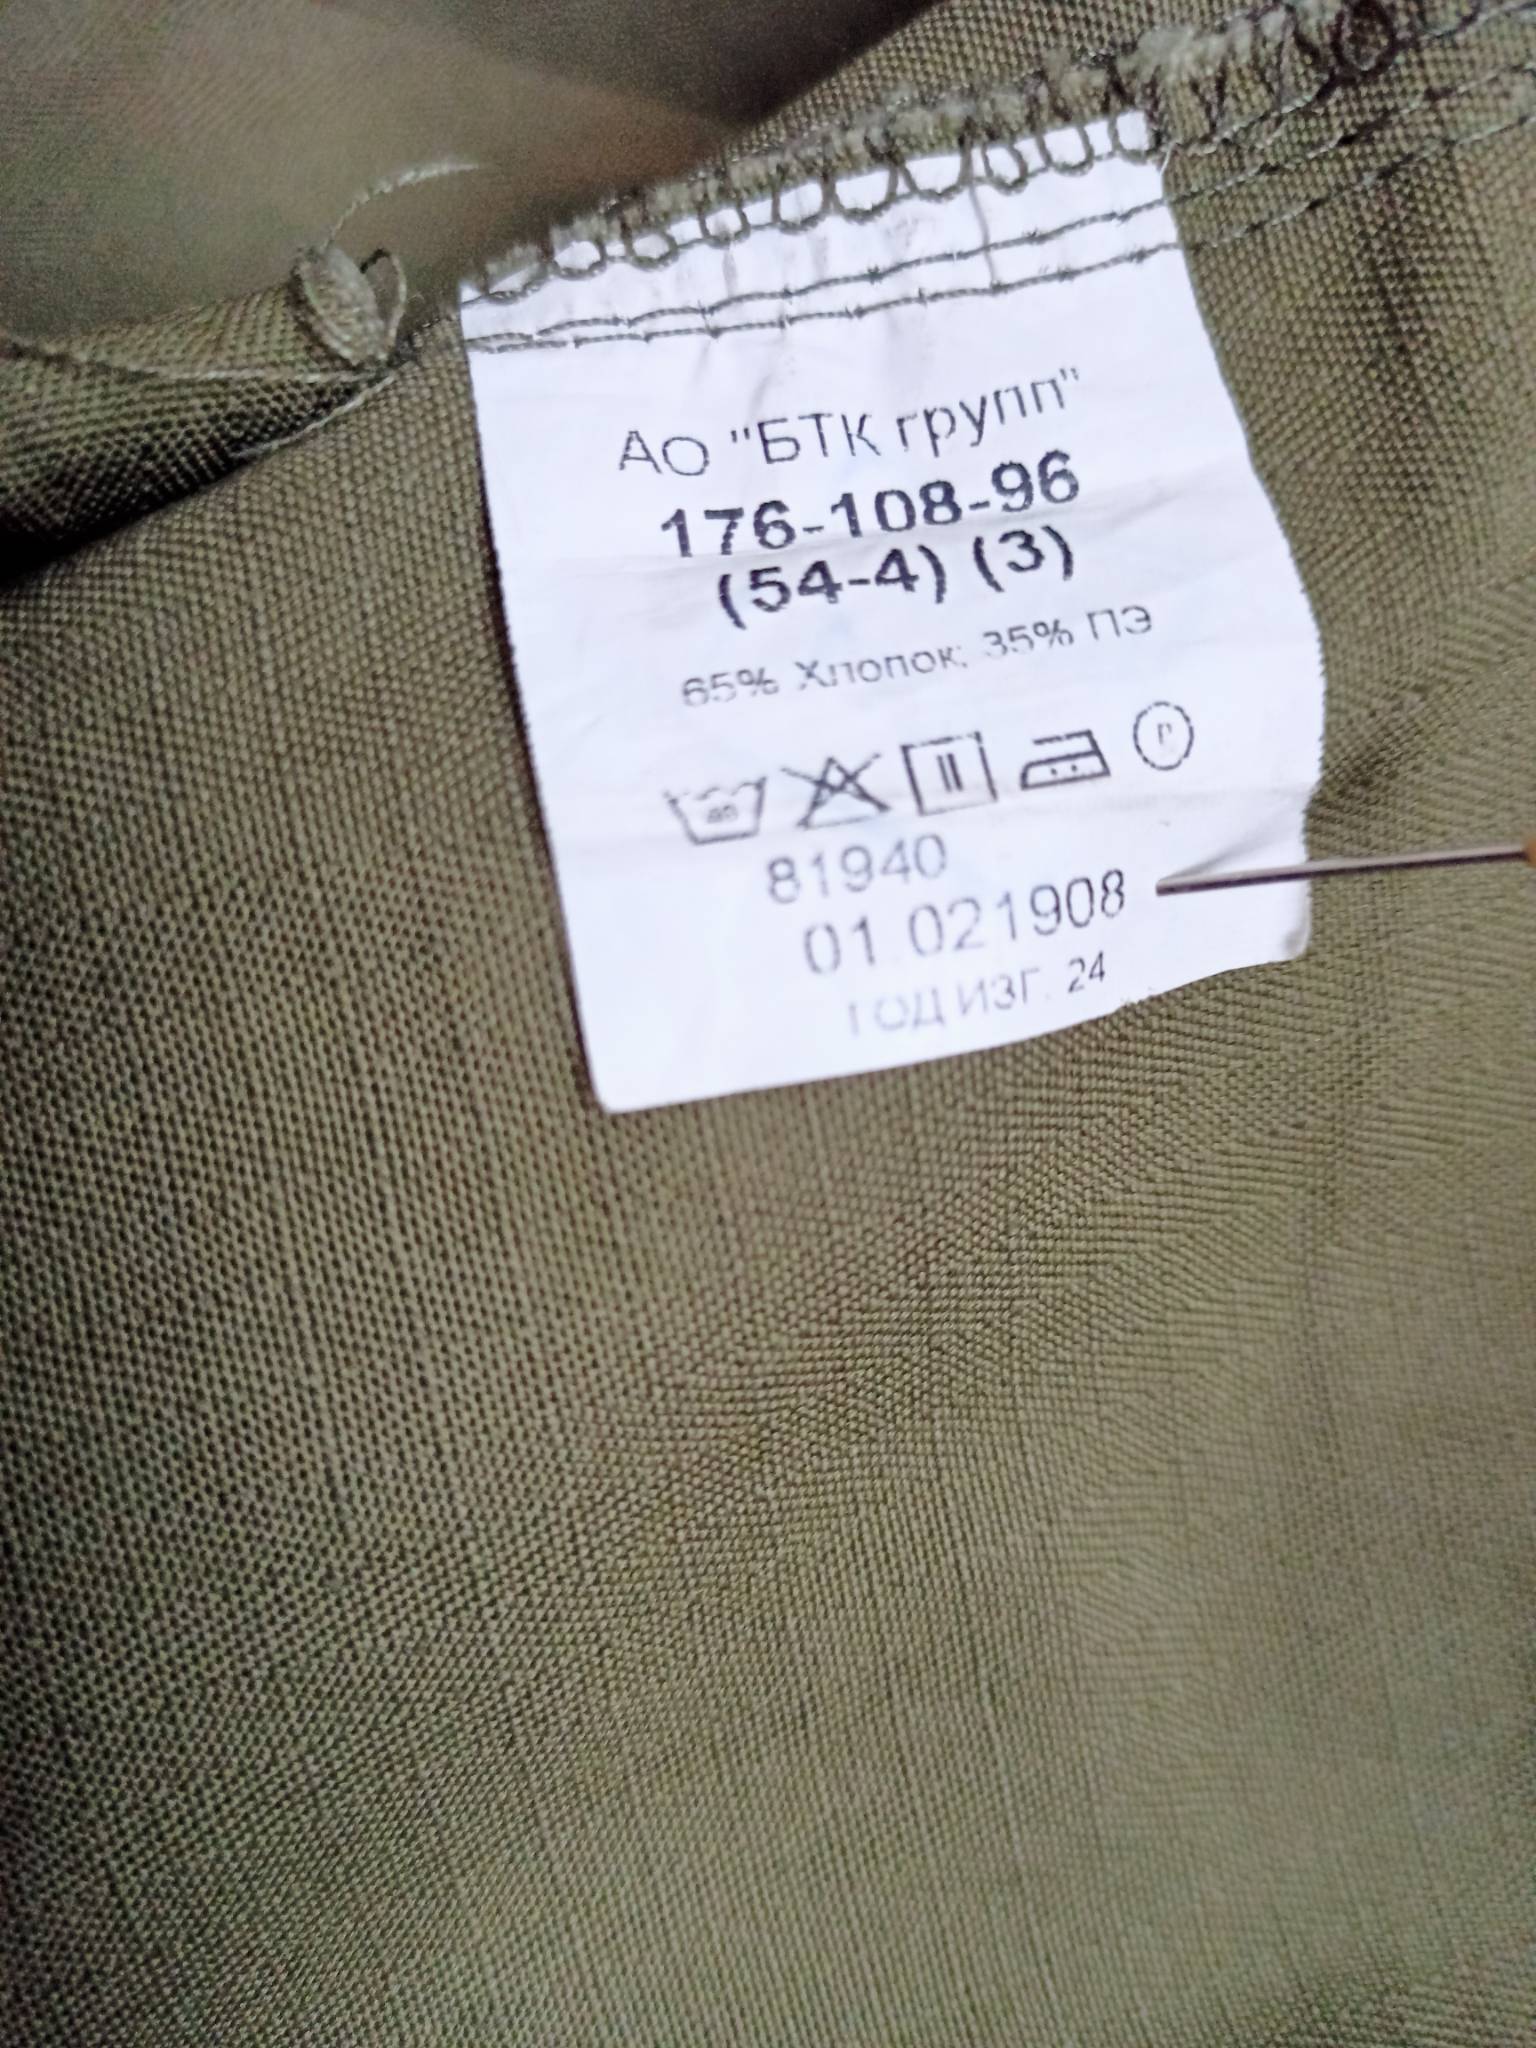 АО "БТК групп"
176-108-96
(54-4) (3)
65% Хлопок; 35% ПЭ
40 P
81940
01.021908
ГОД ИЗГ. 24